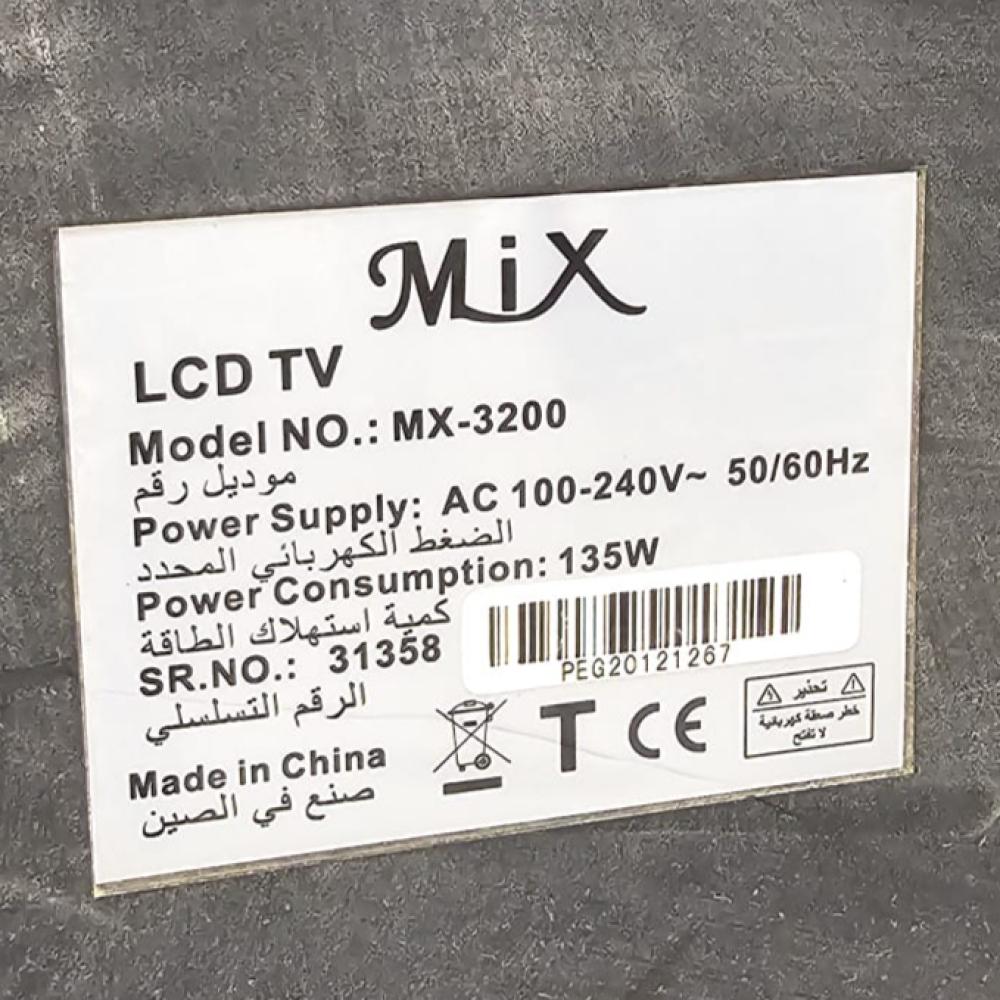 MiX
LCD TV
Model NO.: MX-3200
موديل رقم
Power Supply: AC 100-240V~ 50/60Hz
الضغط الكهربائي المحدد
Power Consumption: 135W
كمية استهلاك الطاقة
SR.NO.: 31358
الرقم التسلسلي
PEG20121267
T CE
تحذير
خطر صعقة كهربائية
لا تفتح
Made in China
صنع في الصين